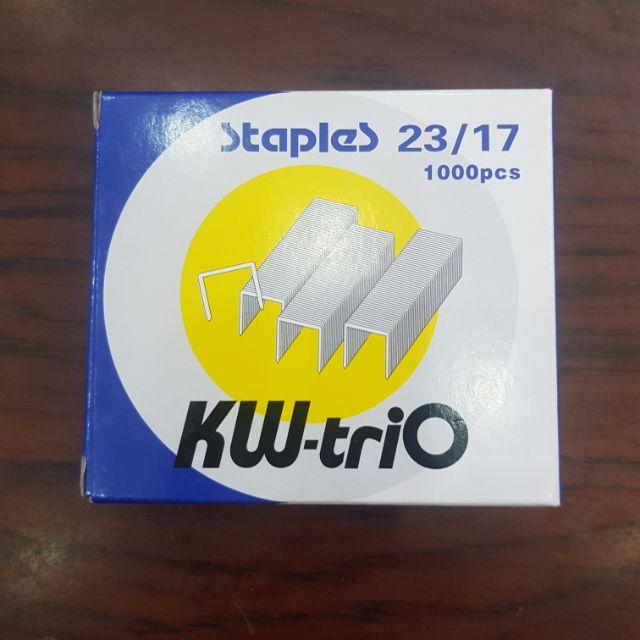 Staples 23/17
1000pcs
KW-triO